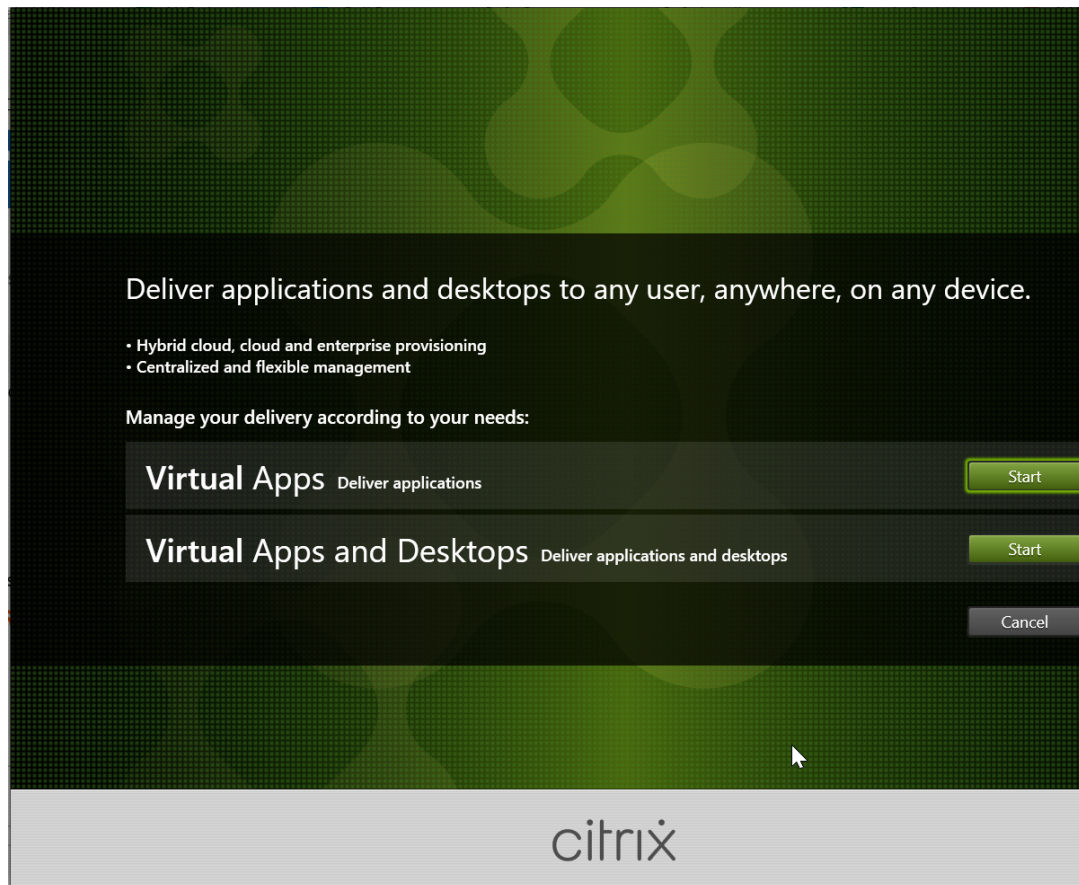 Deliver applications and desktops to any user, anywhere, on any device.
• Hybrid cloud, cloud and enterprise provisioning
• Centralized and flexible management
Manage your delivery according to your needs:
Virtual Apps Deliver applications Start
Virtual Apps and Desktops Deliver applications and desktops Start
Cancel
citrix